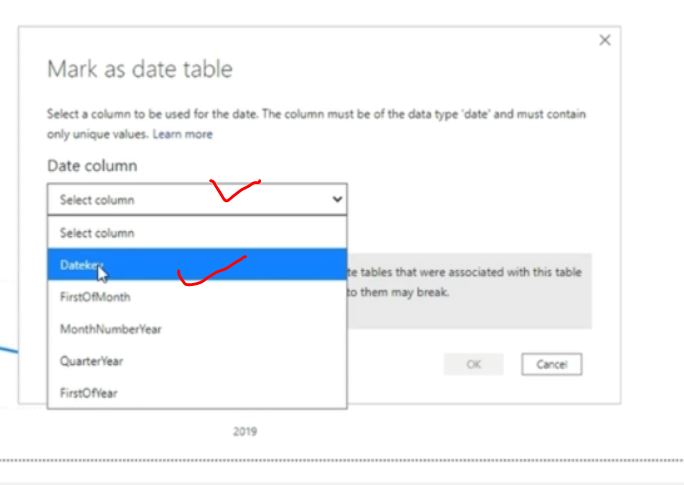 Mark as date table
Select a column to be used for the date. The column must be of the data type 'date' and must contain
only unique values. Learn more
Date column
Select column
Select column
Datekey
te tables that were associated with this table
FirstOfMonth
to them may break.
MonthNumberYear
QuarterYear
OK
Cancel
FirstOfYear
2019